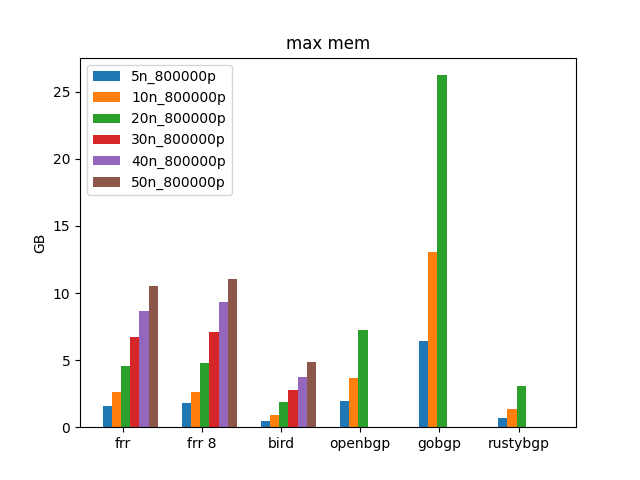 max mem
5n_800000p
10n_800000p
20n_800000p
30n_800000p
40n_800000p
50n_800000p
GB
25
20
15
10
5
0
frr
frr 8
bird
openbgp
gobgp
rustybgp